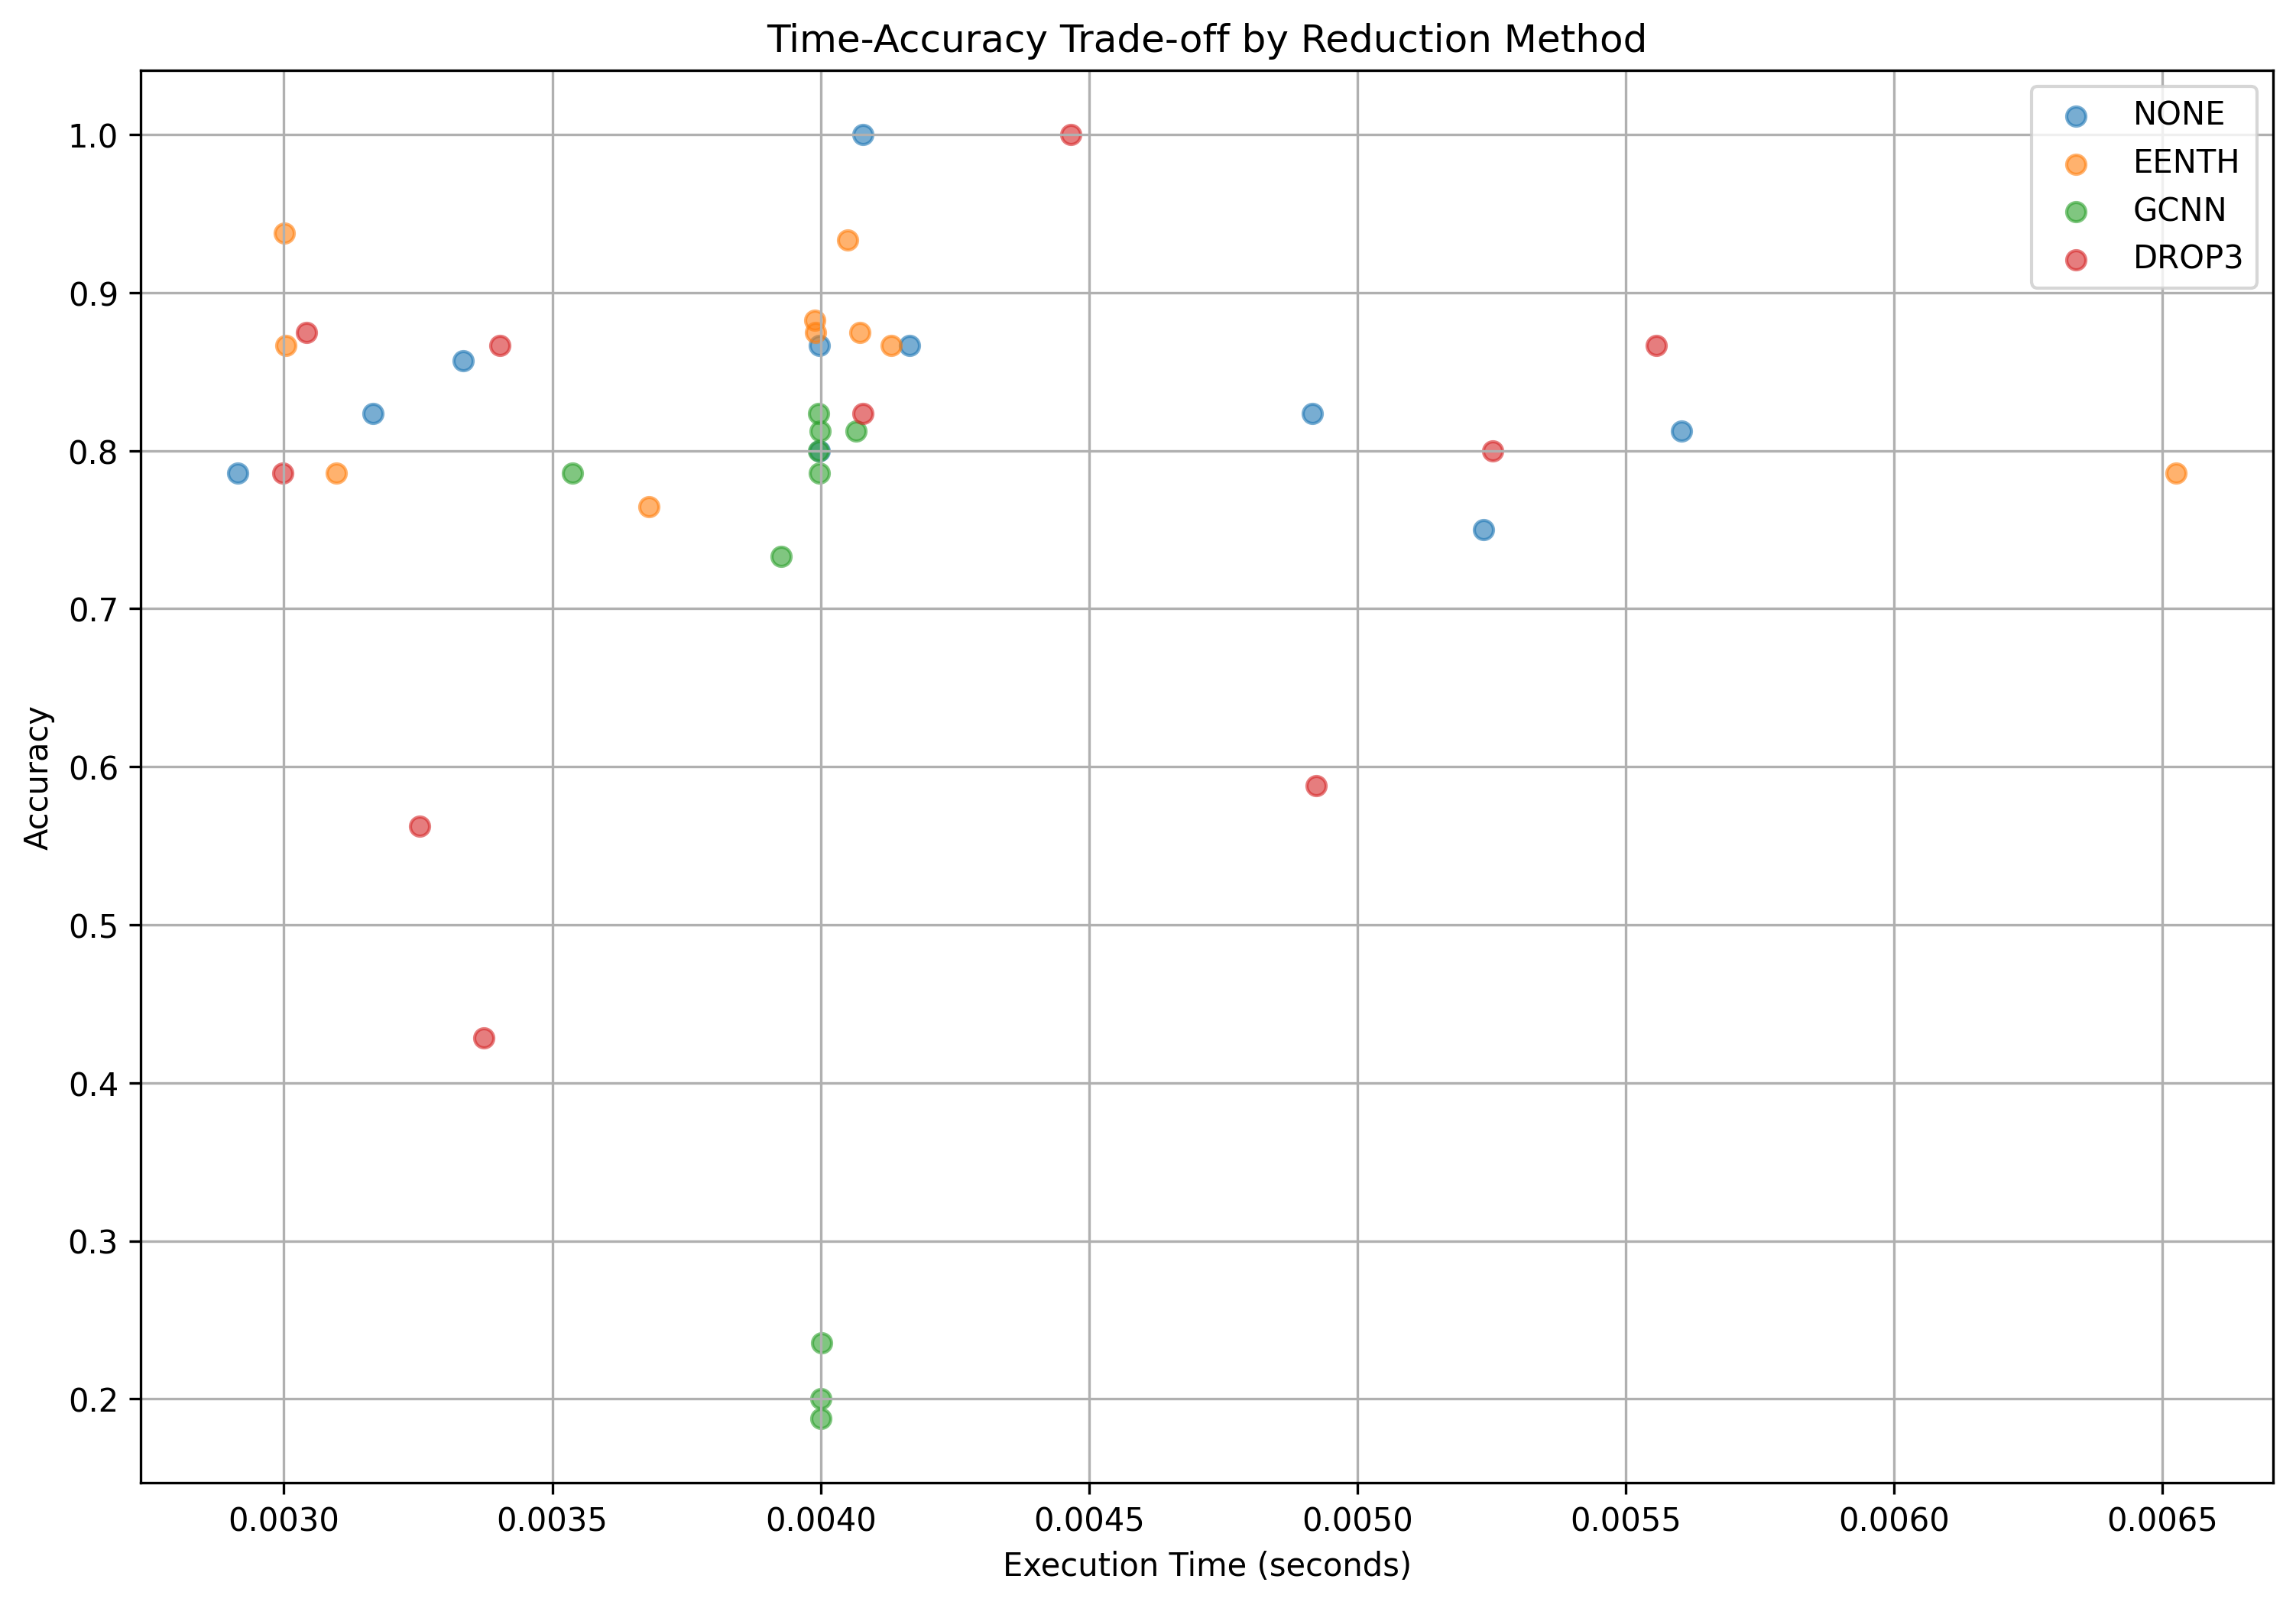 Time-Accuracy Trade-off by Reduction Method
NONE
EENTH
GCNN
DROP3
Accuracy
1.0
0.9
0.8
0.7
0.6
0.5
0.4
0.3
0.2
0.0030 0.0035 0.0040 0.0045 0.0050 0.0055 0.0060 0.0065
Execution Time (seconds)